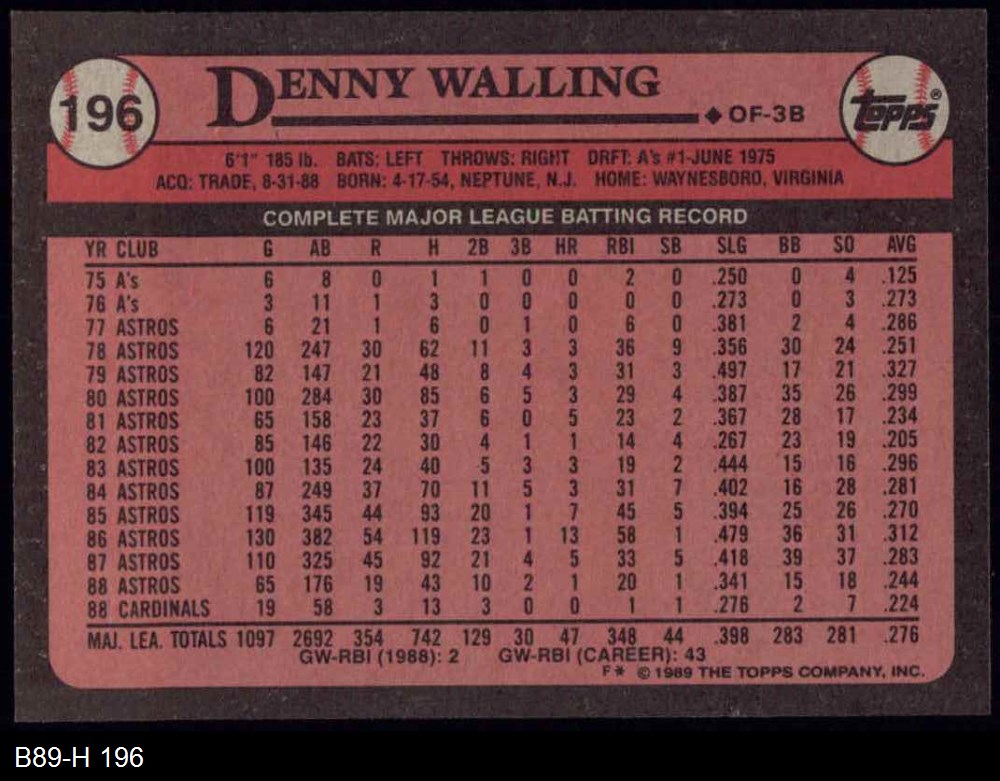 196
DENNY WALLING
◆ OF-3B
TOPPS®
6'1" 185 lb. BATS: LEFT THROWS: RIGHT DRFT: A's #1-JUNE 1975
ACQ: TRADE, 8-31-88 BORN: 4-17-54, NEPTUNE, N.J. HOME: WAYNESBORO, VIRGINIA
COMPLETE MAJOR LEAGUE BATTING RECORD
YR CLUB G AB R H 2B 3B HR RBI SB SLG BB SO AVG
75 A's 6 8 0 1 1 0 0 2 0 .250 0 4 .125
76 A's 3 11 1 3 0 0 0 0 0 .273 0 3 .273
77 ASTROS 6 21 1 6 0 1 0 6 0 .381 2 4 .286
78 ASTROS 120 247 30 62 11 3 3 36 9 .356 30 24 .251
79 ASTROS 82 147 21 48 8 4 3 31 3 .497 17 21 .327
80 ASTROS 100 284 30 85 6 5 3 29 4 .387 35 26 .299
81 ASTROS 65 158 23 37 6 0 5 23 2 .367 28 17 .234
82 ASTROS 85 146 22 30 4 1 1 14 4 .267 23 19 .205
83 ASTROS 100 135 24 40 5 3 3 19 2 .444 15 16 .296
84 ASTROS 87 249 37 70 11 5 3 31 7 .402 16 28 .281
85 ASTROS 119 345 44 93 20 1 7 45 5 .394 25 26 .270
86 ASTROS 130 382 54 119 23 1 13 58 1 .479 36 31 .312
87 ASTROS 110 325 45 92 21 4 5 33 5 .418 39 37 .283
88 ASTROS 65 176 19 43 10 2 1 20 1 .341 15 18 .244
88 CARDINALS 19 58 3 13 3 0 0 1 1 .276 2 7 .224
MAJ. LEA. TOTALS 1097 2692 354 742 129 30 47 348 44 .398 283 281 .276
GW-RBI (1988): 2 GW-RBI (CAREER): 43
F* © 1989 THE TOPPS COMPANY, INC.
B89-H 196